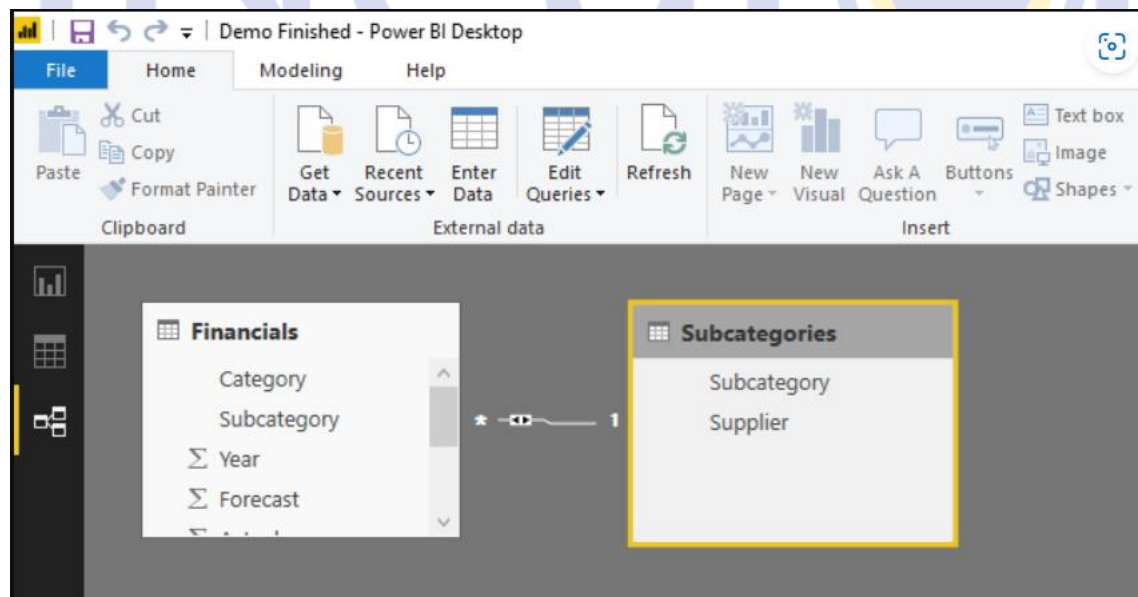 Demo Finished - Power BI Desktop
File Home Modeling Help
Paste
Cut
Copy
Format Painter
Clipboard
Get Data
Recent Sources
Enter Data
Edit Queries
Refresh
External data
New Page
New Visual
Ask A Question
Buttons
Text box
Image
Shapes
Insert
Financials
Category
Subcategory
Σ Year
Σ Forecast
* 1
Subcategories
Subcategory
Supplier